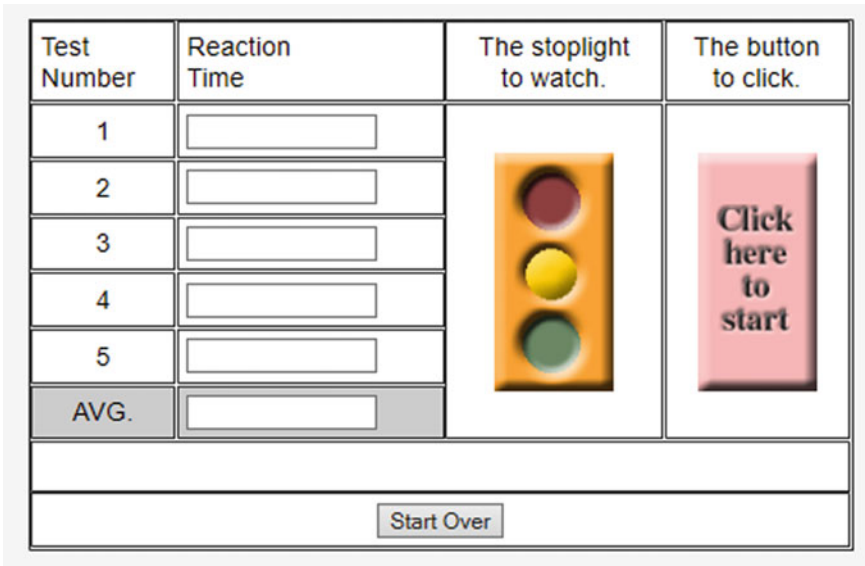 Test
Number
Reaction
Time
The stoplight
to watch.
The button
to click.
1
2
3
4
5
AVG.
Click
here
to
start
Start Over